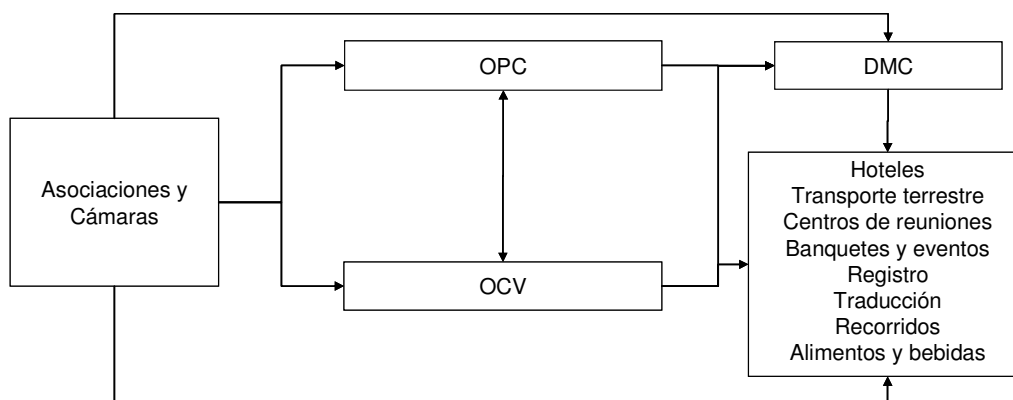 OPC
DMC
Asociaciones y
Cámaras
OCV
Hoteles
Transporte terrestre
Centros de reuniones
Banquetes y eventos
Registro
Traducción
Recorridos
Alimentos y bebidas